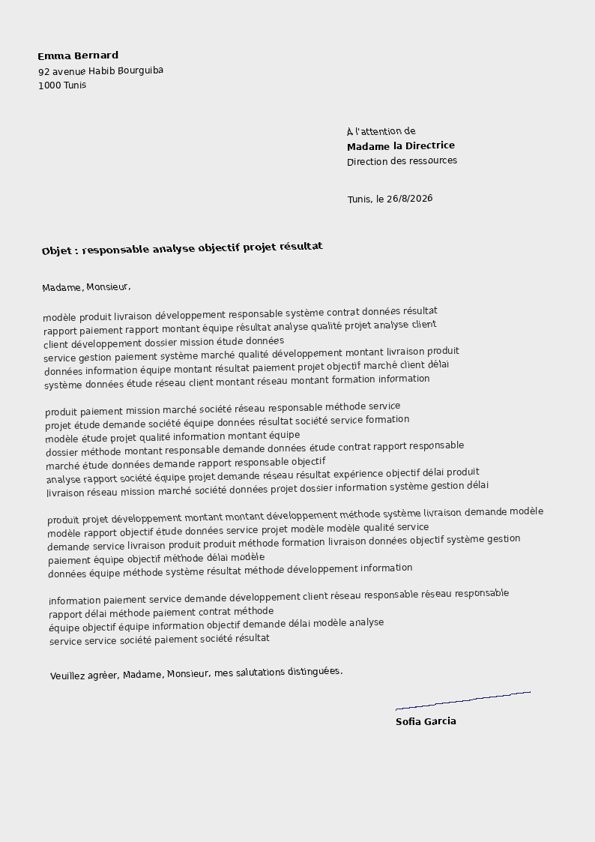 Emma Bernard
92 avenue Habib Bourguiba
1000 Tunis
À l'attention de
Madame la Directrice
Direction des ressources
Tunis, le 26/8/2026
Objet : responsable analyse objectif projet résultat
Madame, Monsieur,
modèle produit livraison développement responsable système contrat données résultat
rapport paiement rapport montant équipe résultat analyse qualité projet analyse client
client développement dossier mission étude données
service gestion paiement système marché qualité développement montant livraison produit
données information équipe montant résultat paiement projet objectif marché client délai
système données étude réseau client montant réseau montant formation information
produit paiement mission marché société réseau responsable méthode service
projet étude demande société équipe données résultat société service formation
modèle étude projet qualité information montant équipe
dossier méthode montant responsable demande données étude contrat rapport responsable
marché étude données demande rapport responsable objectif
analyse rapport société équipe projet demande réseau résultat expérience objectif délai produit
livraison réseau mission marché société données projet dossier information système gestion délai
produit projet développement montant montant développement méthode système livraison demande modèle
modèle rapport objectif étude données service projet modèle modèle qualité service
demande service livraison produit produit méthode formation livraison données objectif système gestion
paiement équipe objectif méthode délai modèle
données équipe méthode système résultat méthode développement information
information paiement service demande développement client réseau responsable réseau responsable
rapport délai méthode paiement contrat méthode
équipe objectif équipe information objectif demande délai modèle analyse
service service société paiement société résultat
Veuillez agréer, Madame, Monsieur, mes salutations distinguées.
Sofia Garcia